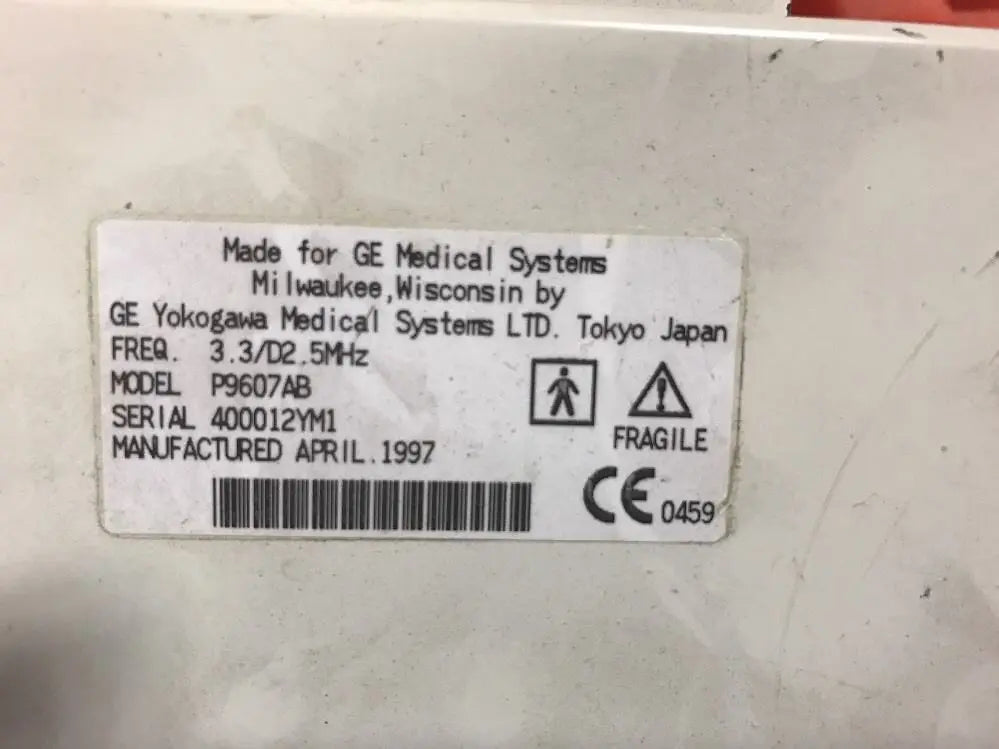 Made for GE Medical Systems
Milwaukee,Wisconsin by
GE Yokogawa Medical Systems LTD. Tokyo Japan
FREQ. 3.3/D2.5MHz
MODEL P9607AB
SERIAL 400012YM1
MANUFACTURED APRIL.1997
FRAGILE
CE 0459